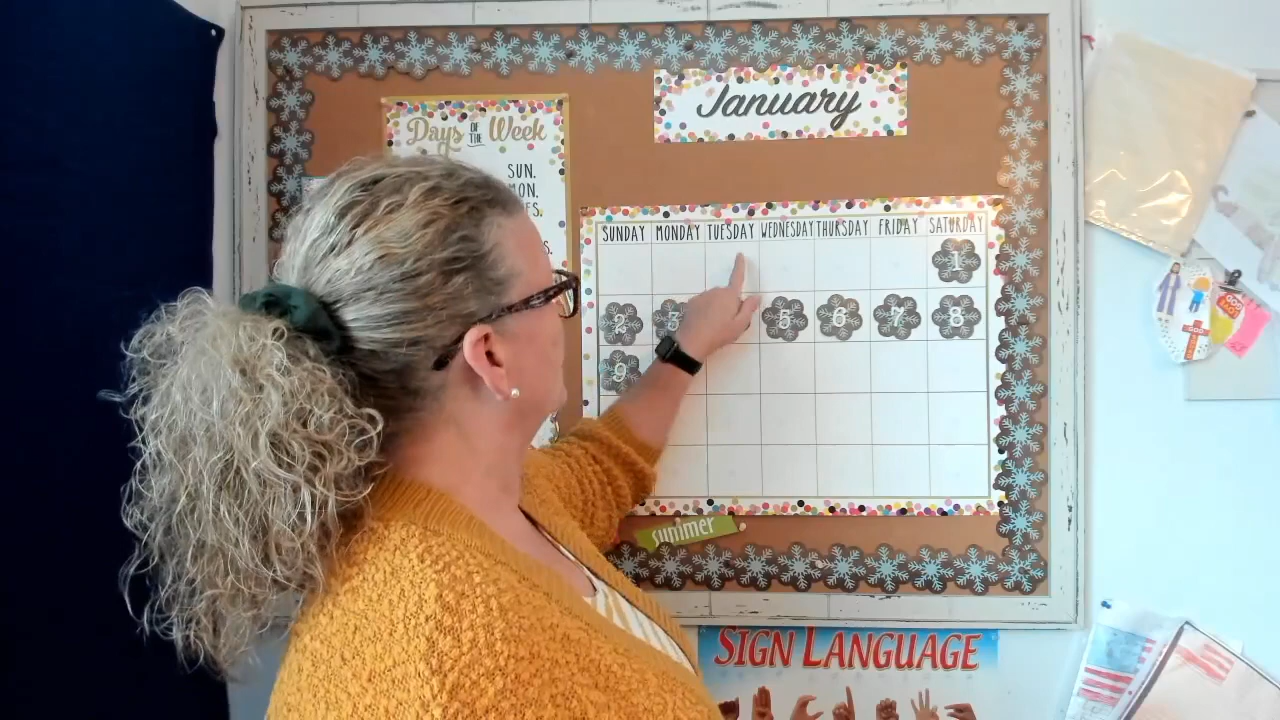 January
Days OF THE Week
SUN.
MON.
SUNDAY MONDAY TUESDAY WEDNESDAY THURSDAY FRIDAY SATURDAY
1
2 3 5 6 7 8
9
summer
SIGN LANGUAGE